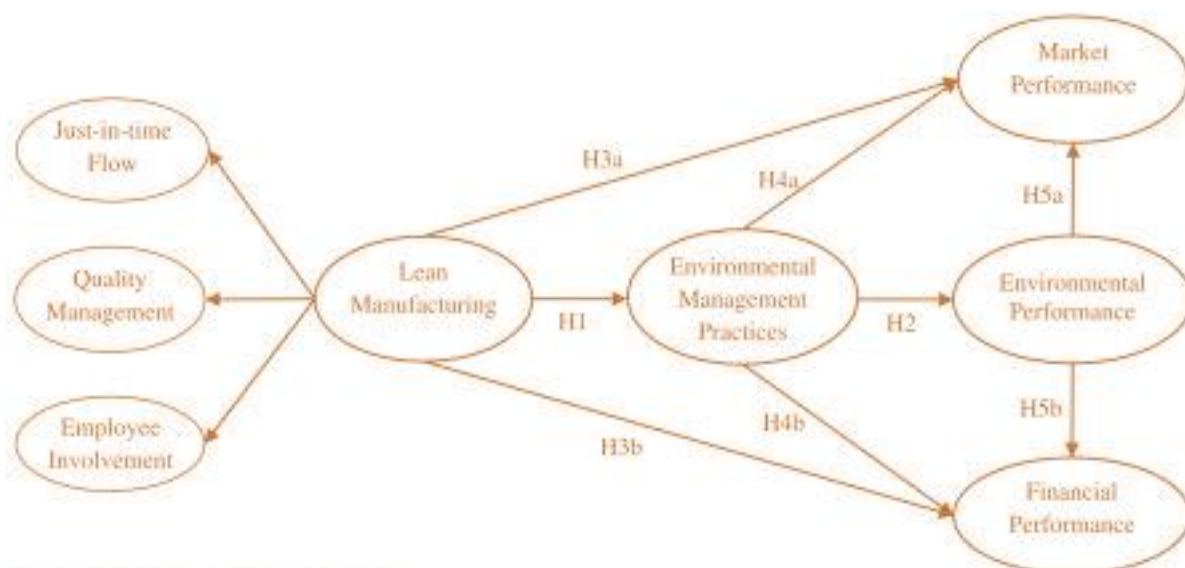 Market
Performance
Just-in-time
Flow
H3a
H4a
H5a
Quality
Management
Lean
Manufacturing
H1
Environmental
Management
Practices
H2
Environmental
Performance
Employee
Involvement
H3b
H4b
H5b
Financial
Performance